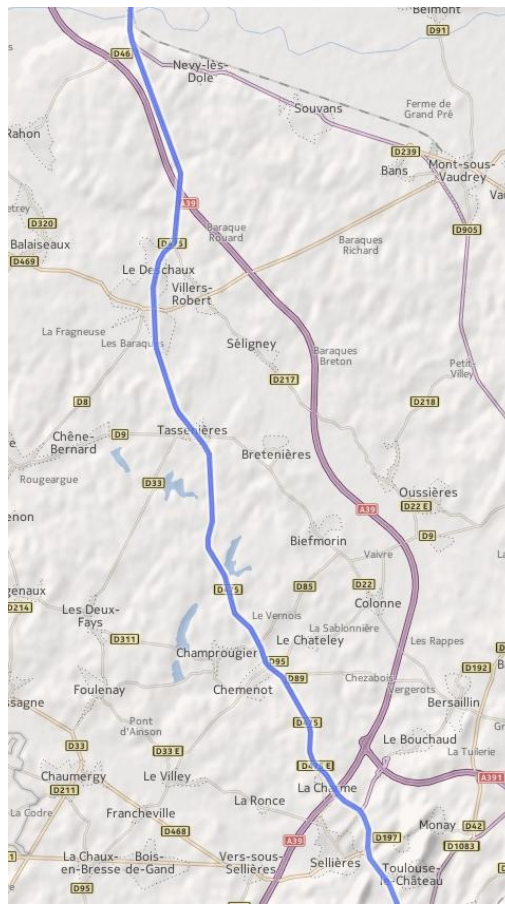 Belmont
D91
D46
Nevy-lès-
Dole
Souvans
Ferme de
Grand Pré
Rahon
D239
Mont-sous-
Vaudrey
Bans
A39
D320
Baraque
Rouard
D905
Balaiseaux
Baraques
Richard
D469
Le Deschaux
Villers-
Robert
La Fragneuse
Les Baraques
Séligney
Baraques
Breton
Petit-
Villey
D217
D8
D218
Chêne-
Bernard
D9
Tassenières
Bretenières
Rougeargue
D33
Oussières
D22 E
A39
Biefmorin
D9
Vaivre
D85
D22
D475
Colonne
D214
Les Deux-
Fays
Le Vernois
La Sablonnière
D311
Le Chateley
Les Rappes
Champrougier
D95
D192
D89
Chezabois
Vergerots
Foulenay
Chemenot
Bersaillin
Pont
d'Ainson
D475
D33
D33 E
Le Bouchaud
La Tuilerie
Chaumergy
Le Villey
D475 E
A391
D211
La Charme
La Ronce
La Codre
Francheville
Monay
D42
D468
A39
D197
D1083
La Chaux-
en-Bresse
Bois-
de-Gand
Vers-sous-
Sellières
Sellières
Toulouse-
le-Château
D95